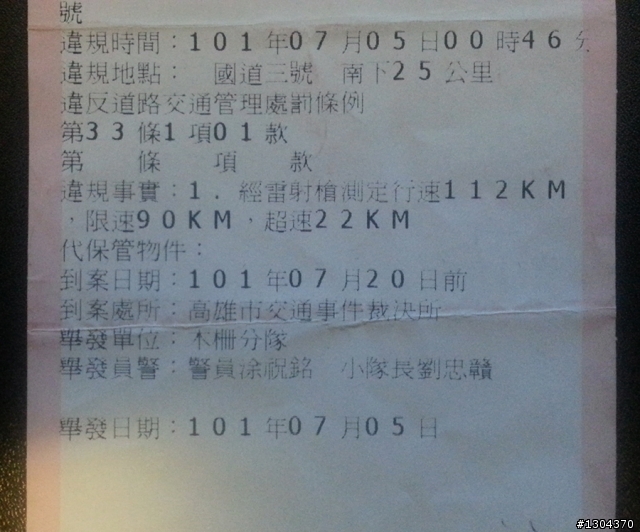 號
違規時間：101年07月05日00時46分
違規地點：　國道三號　南下25公里
違反道路交通管理處罰條例
第33條1項01款
第　　條　　項　　款
違規事實：1．經雷射槍測定行速112KM
，限速90KM，超速22KM
代保管物件：
到案日期：101年07月20日前
到案處所：高雄市交通事件裁決所
舉發單位：木柵分隊
舉發員警：警員涂祝銘　小隊長劉忠贛
舉發日期：101年07月05日
#1304370